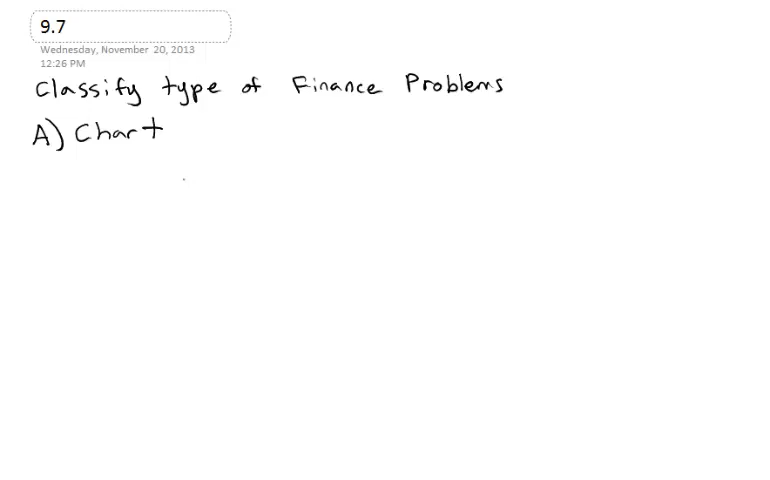 9.7
Wednesday, November 20, 2013
12:26 PM
Classify type of Finance Problems
A) Chart